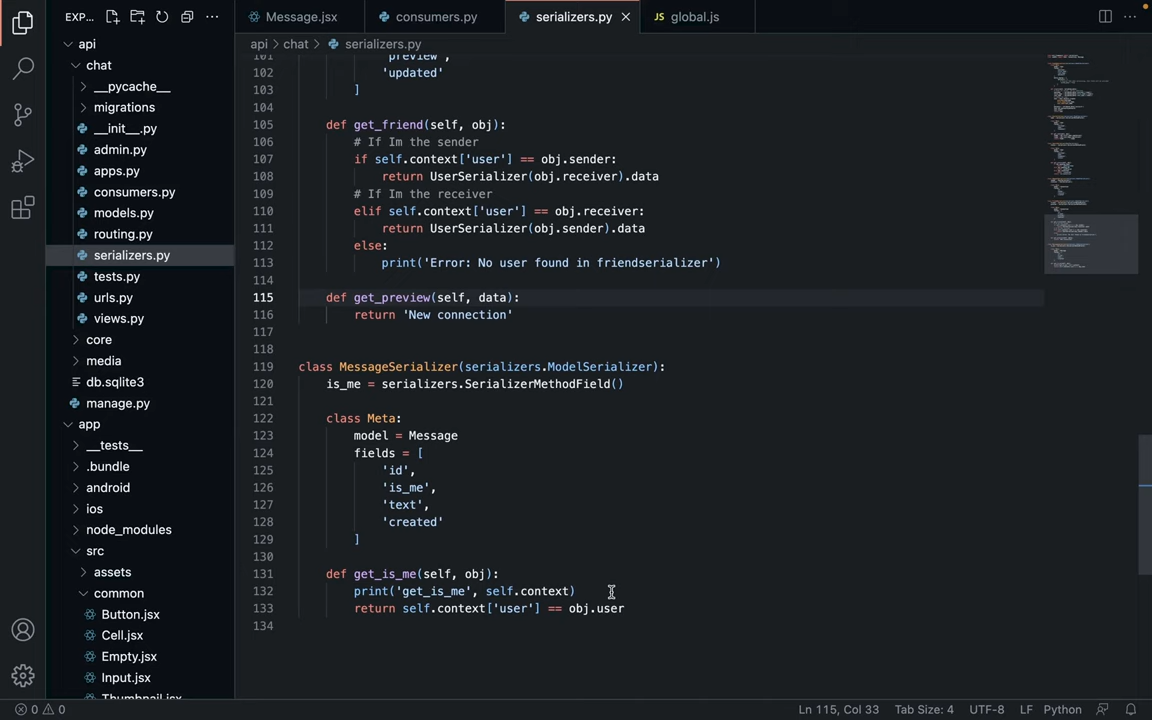 EXP... Message.jsx consumers.py serializers.py global.js
api chat serializers.py
api
chat
__pycache__
migrations
__init__.py
admin.py
apps.py
consumers.py
models.py
routing.py
serializers.py
tests.py
urls.py
views.py
core
media
db.sqlite3
manage.py
app
__tests__
.bundle
android
ios
node_modules
src
assets
common
Button.jsx
Cell.jsx
Empty.jsx
Input.jsx
Thumbnail.jsx
101 'preview',
102 'updated'
103 ]
104
105 def get_friend(self, obj):
106 # If Im the sender
107 if self.context['user'] == obj.sender:
108 return UserSerializer(obj.receiver).data
109 # If Im the receiver
110 elif self.context['user'] == obj.receiver:
111 return UserSerializer(obj.sender).data
112 else:
113 print('Error: No user found in friendserializer')
114
115 def get_preview(self, data):
116 return 'New connection'
117
118
119 class MessageSerializer(serializers.ModelSerializer):
120 is_me = serializers.SerializerMethodField()
121
122 class Meta:
123 model = Message
124 fields = [
125 'id',
126 'is_me',
127 'text',
128 'created'
129 ]
130
131 def get_is_me(self, obj):
132 print('get_is_me', self.context)
133 return self.context['user'] == obj.user
134
0 0 Ln 115, Col 33 Tab Size: 4 UTF-8 LF Python